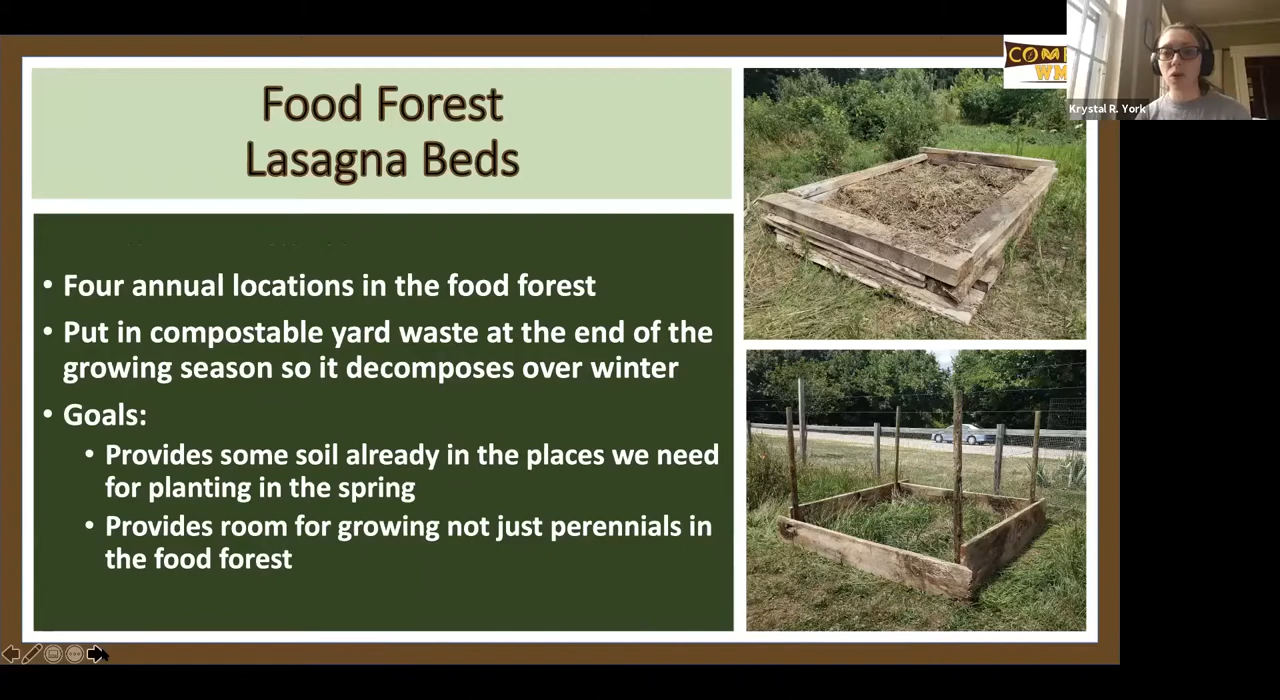 Food Forest
Lasagna Beds
• Four annual locations in the food forest
• Put in compostable yard waste at the end of the
growing season so it decomposes over winter
• Goals:
• Provides some soil already in the places we need
for planting in the spring
• Provides room for growing not just perennials in
the food forest
COM
WM
Krystal R. York